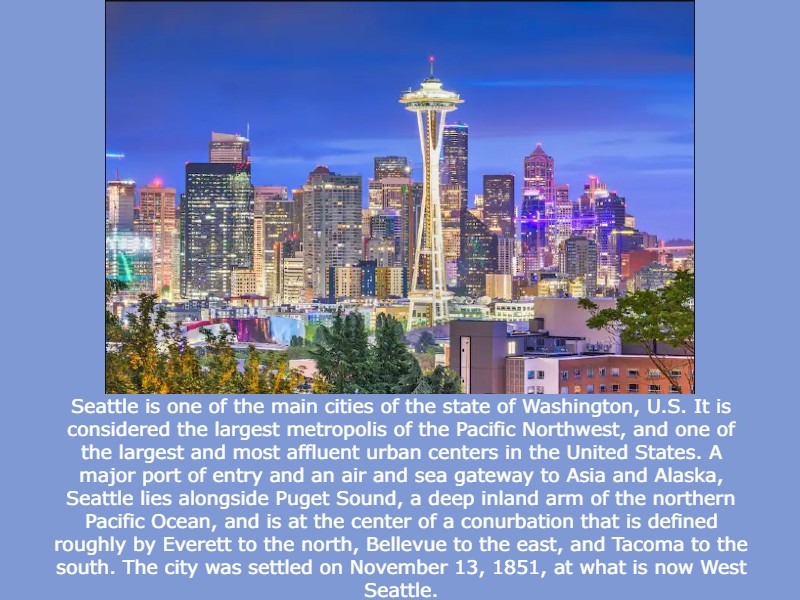 Seattle is one of the main cities of the state of Washington, U.S. It is
considered the largest metropolis of the Pacific Northwest, and one of
the largest and most affluent urban centers in the United States. A
major port of entry and an air and sea gateway to Asia and Alaska,
Seattle lies alongside Puget Sound, a deep inland arm of the northern
Pacific Ocean, and is at the center of a conurbation that is defined
roughly by Everett to the north, Bellevue to the east, and Tacoma to the
south. The city was settled on November 13, 1851, at what is now West
Seattle.